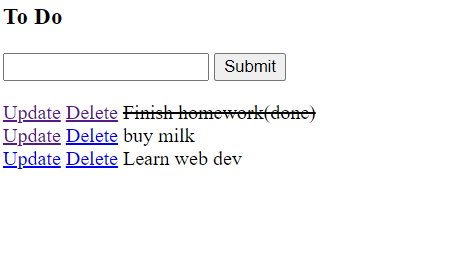 To Do
Submit
Update Delete Finish homework(done)
Update Delete buy milk
Update Delete Learn web dev